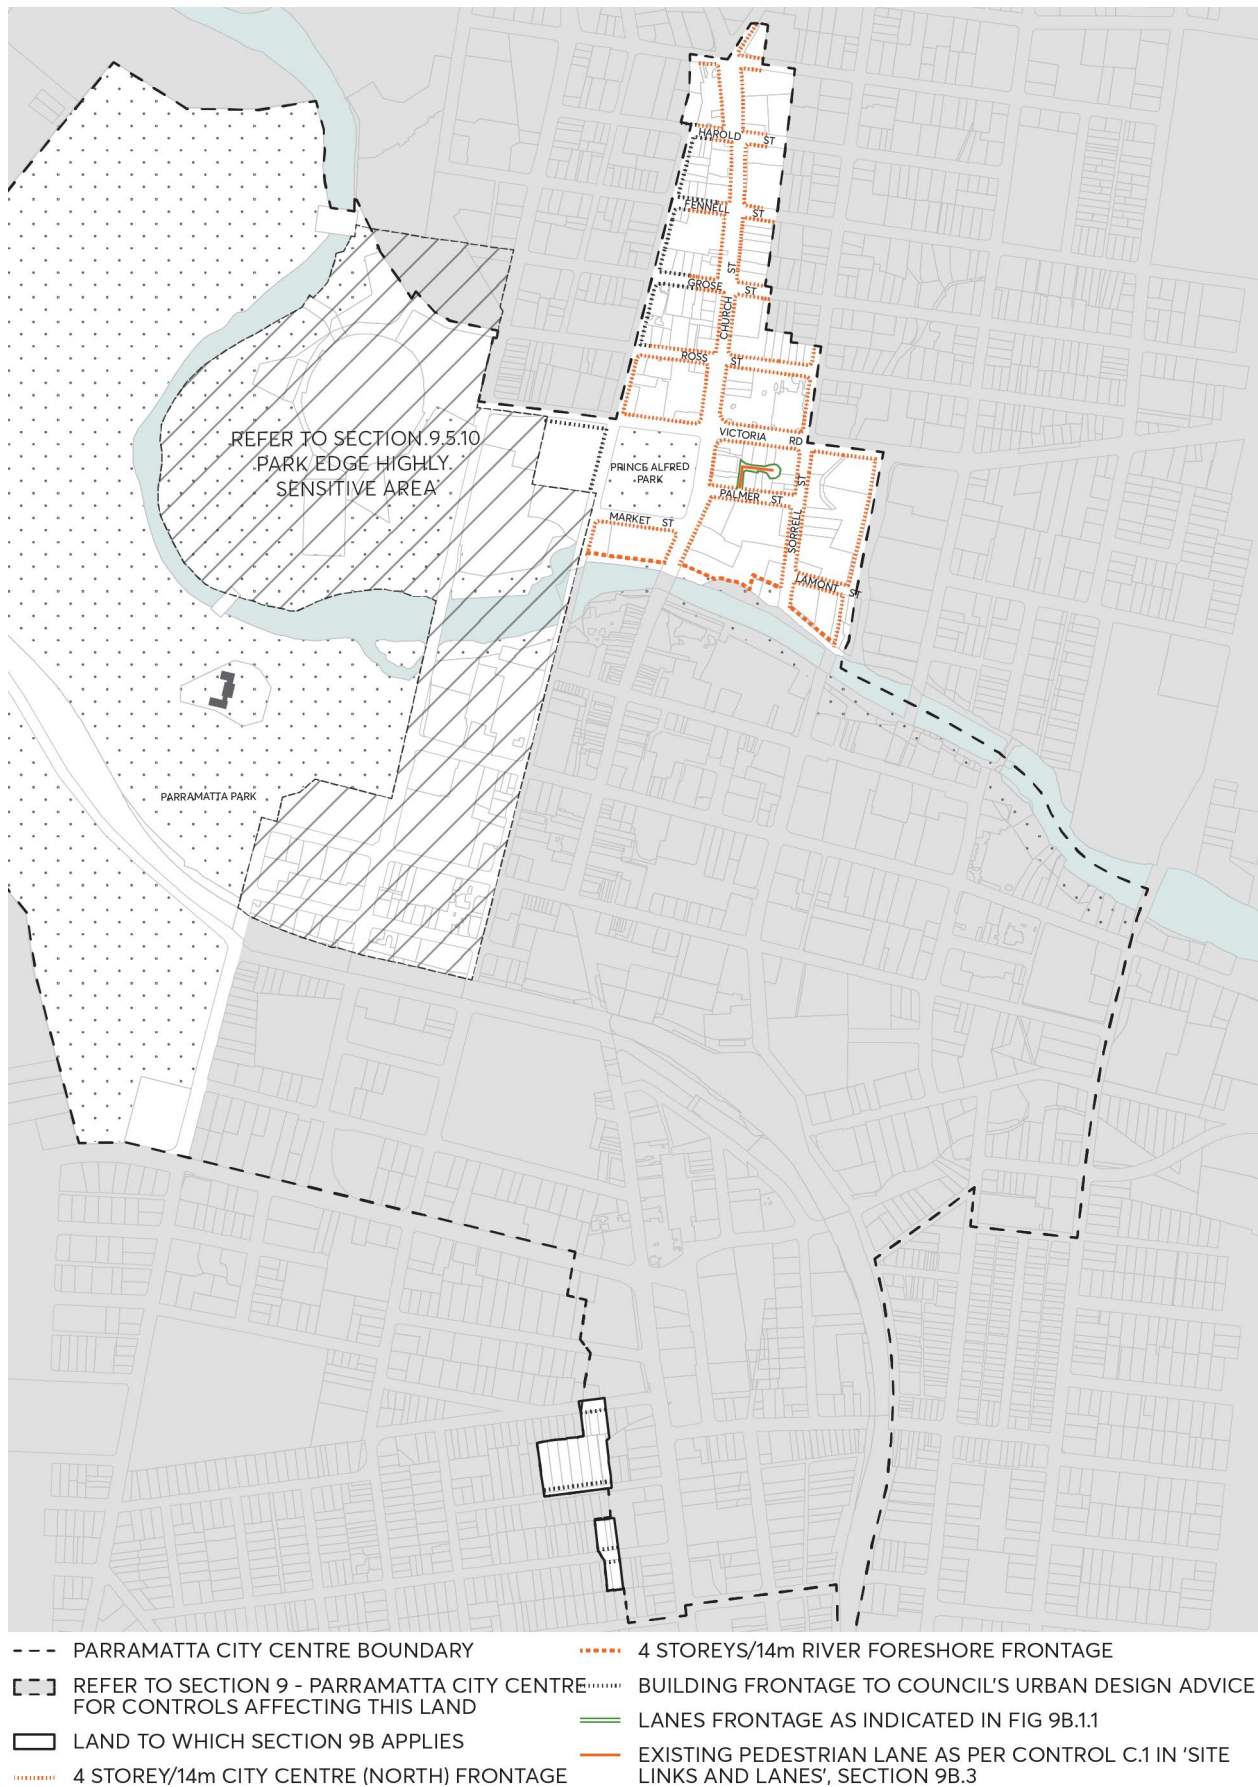 HAROLD ST
FENNELL ST
GROSE ST
CHURCH ST
ROSS ST
REFER TO SECTION 9.5.10
PARK EDGE HIGHLY
SENSITIVE AREA
VICTORIA RD
PRINCE ALFRED
PARK
PALMER ST
SORRELL ST
MARKET ST
LAMONT ST
PARRAMATTA PARK
PARRAMATTA CITY CENTRE BOUNDARY
REFER TO SECTION 9 - PARRAMATTA CITY CENTRE
FOR CONTROLS AFFECTING THIS LAND
LAND TO WHICH SECTION 9B APPLIES
4 STOREY/14m CITY CENTRE (NORTH) FRONTAGE
4 STOREYS/14m RIVER FORESHORE FRONTAGE
BUILDING FRONTAGE TO COUNCIL'S URBAN DESIGN ADVICE
LANES FRONTAGE AS INDICATED IN FIG 9B.1.1
EXISTING PEDESTRIAN LANE AS PER CONTROL C.1 IN 'SITE
LINKS AND LANES', SECTION 9B.3